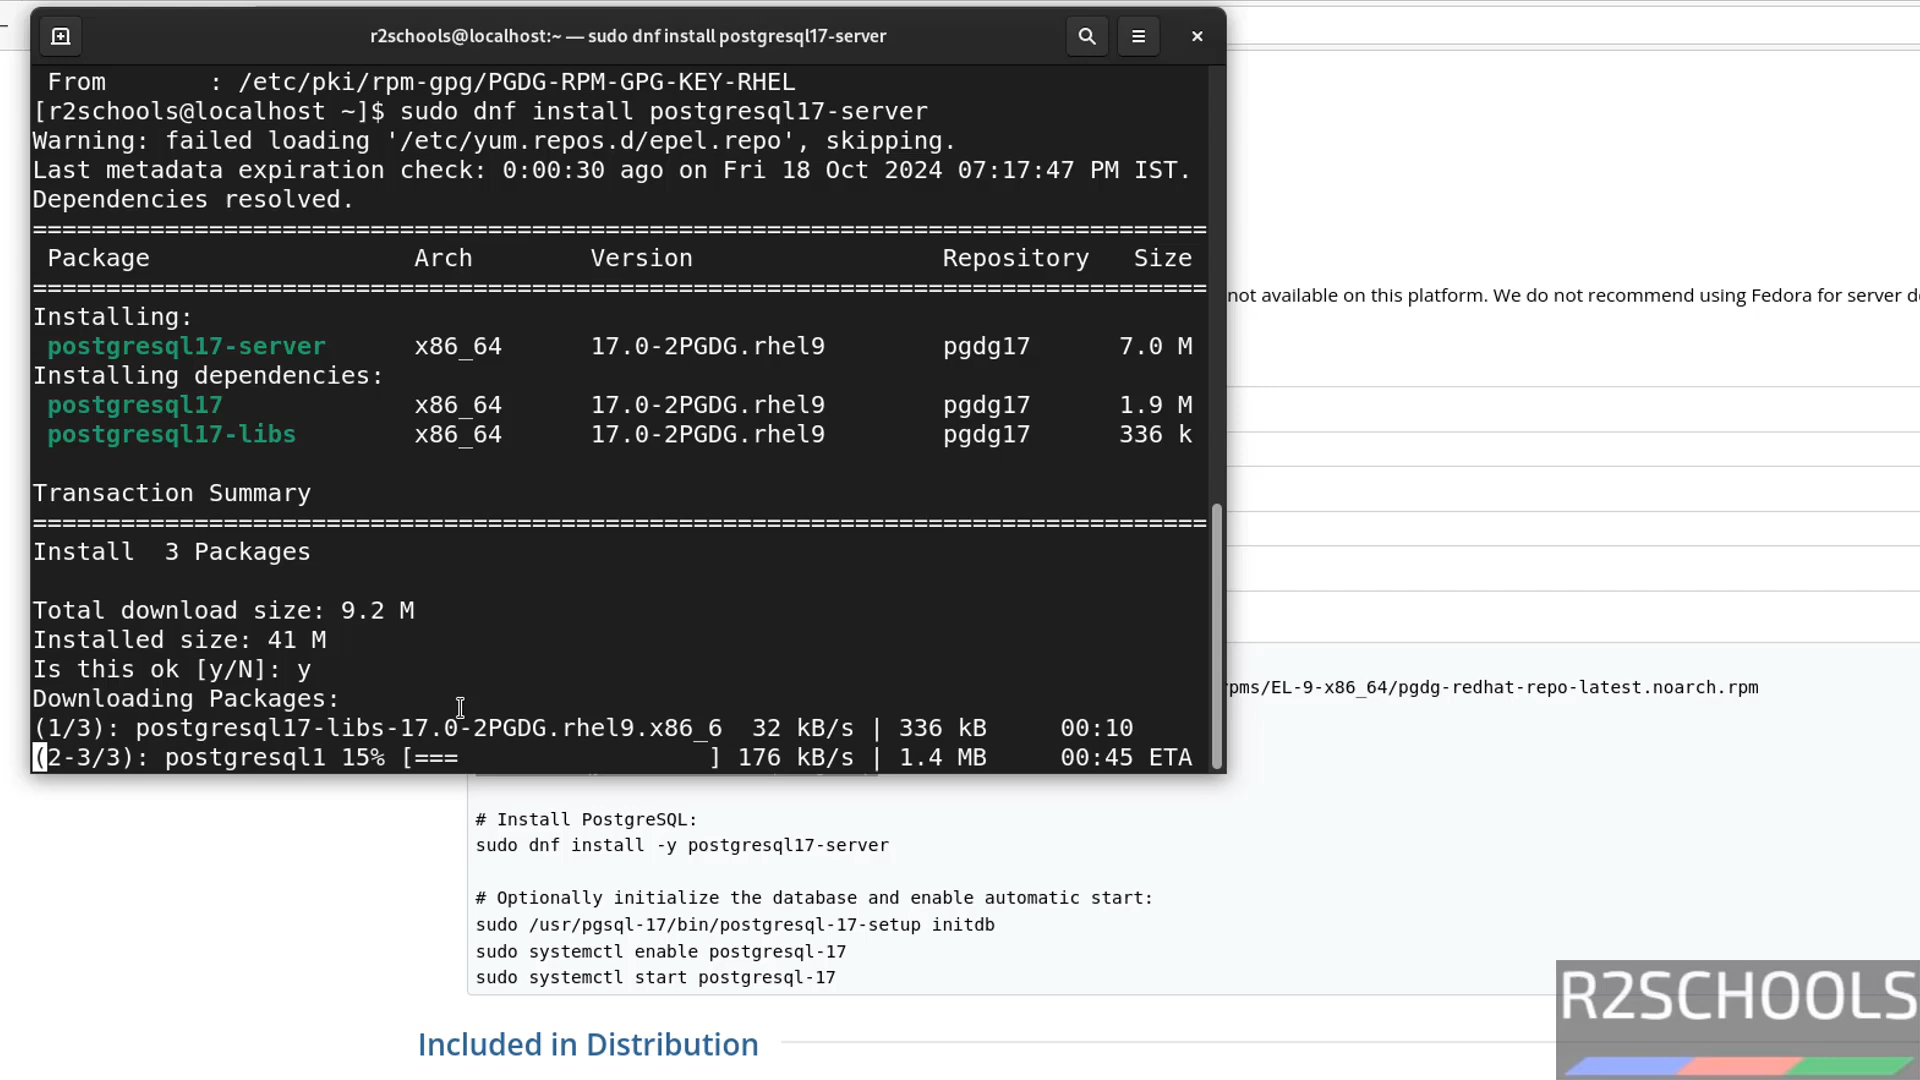 r2schools@localhost:~ — sudo dnf install postgresql17-server
From       : /etc/pki/rpm-gpg/PGDG-RPM-GPG-KEY-RHEL
[r2schools@localhost ~]$ sudo dnf install postgresql17-server
Warning: failed loading '/etc/yum.repos.d/epel.repo', skipping.
Last metadata expiration check: 0:00:30 ago on Fri 18 Oct 2024 07:17:47 PM IST.
Dependencies resolved.
================================================================================
Package                  Arch          Version                 Repository   Size
================================================================================
Installing:
postgresql17-server      x86_64      17.0-2PGDG.rhel9        pgdg17      7.0 M
Installing dependencies:
postgresql17             x86_64      17.0-2PGDG.rhel9        pgdg17      1.9 M
postgresql17-libs        x86_64      17.0-2PGDG.rhel9        pgdg17      336 k
Transaction Summary
================================================================================
Install  3 Packages
Total download size: 9.2 M
Installed size: 41 M
Is this ok [y/N]: y
Downloading Packages:
(1/3): postgresql17-libs-17.0-2PGDG.rhel9.x86_6  32 kB/s | 336 kB     00:10
(2-3/3): postgresql1 15% [===                 ] 176 kB/s | 1.4 MB     00:45 ETA
not available on this platform. We do not recommend using Fedora for server d
pms/EL-9-x86_64/pgdg-redhat-repo-latest.noarch.rpm
# Install PostgreSQL:
sudo dnf install -y postgresql17-server
# Optionally initialize the database and enable automatic start:
sudo /usr/pgsql-17/bin/postgresql-17-setup initdb
sudo systemctl enable postgresql-17
sudo systemctl start postgresql-17
Included in Distribution
R2SCHOOLS